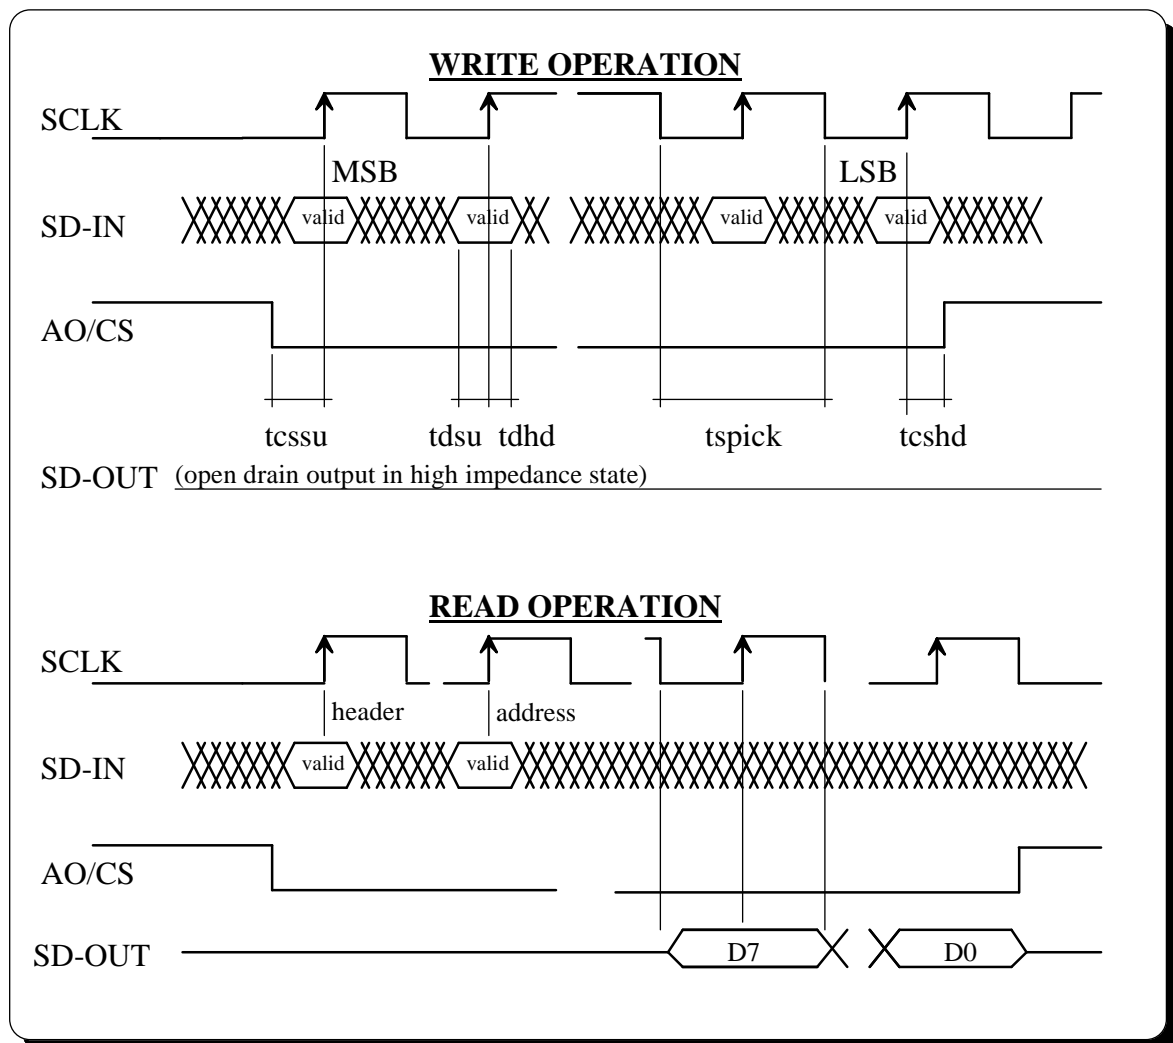 WRITE OPERATION
SCLK
MSB
LSB
SD-IN
valid
valid
valid
valid
AO/CS
tcssu
tdsu
tdhd
tspick
tcshd
SD-OUT (open drain output in high impedance state)
READ OPERATION
SCLK
header
address
SD-IN
valid
valid
AO/CS
SD-OUT
D7
D0